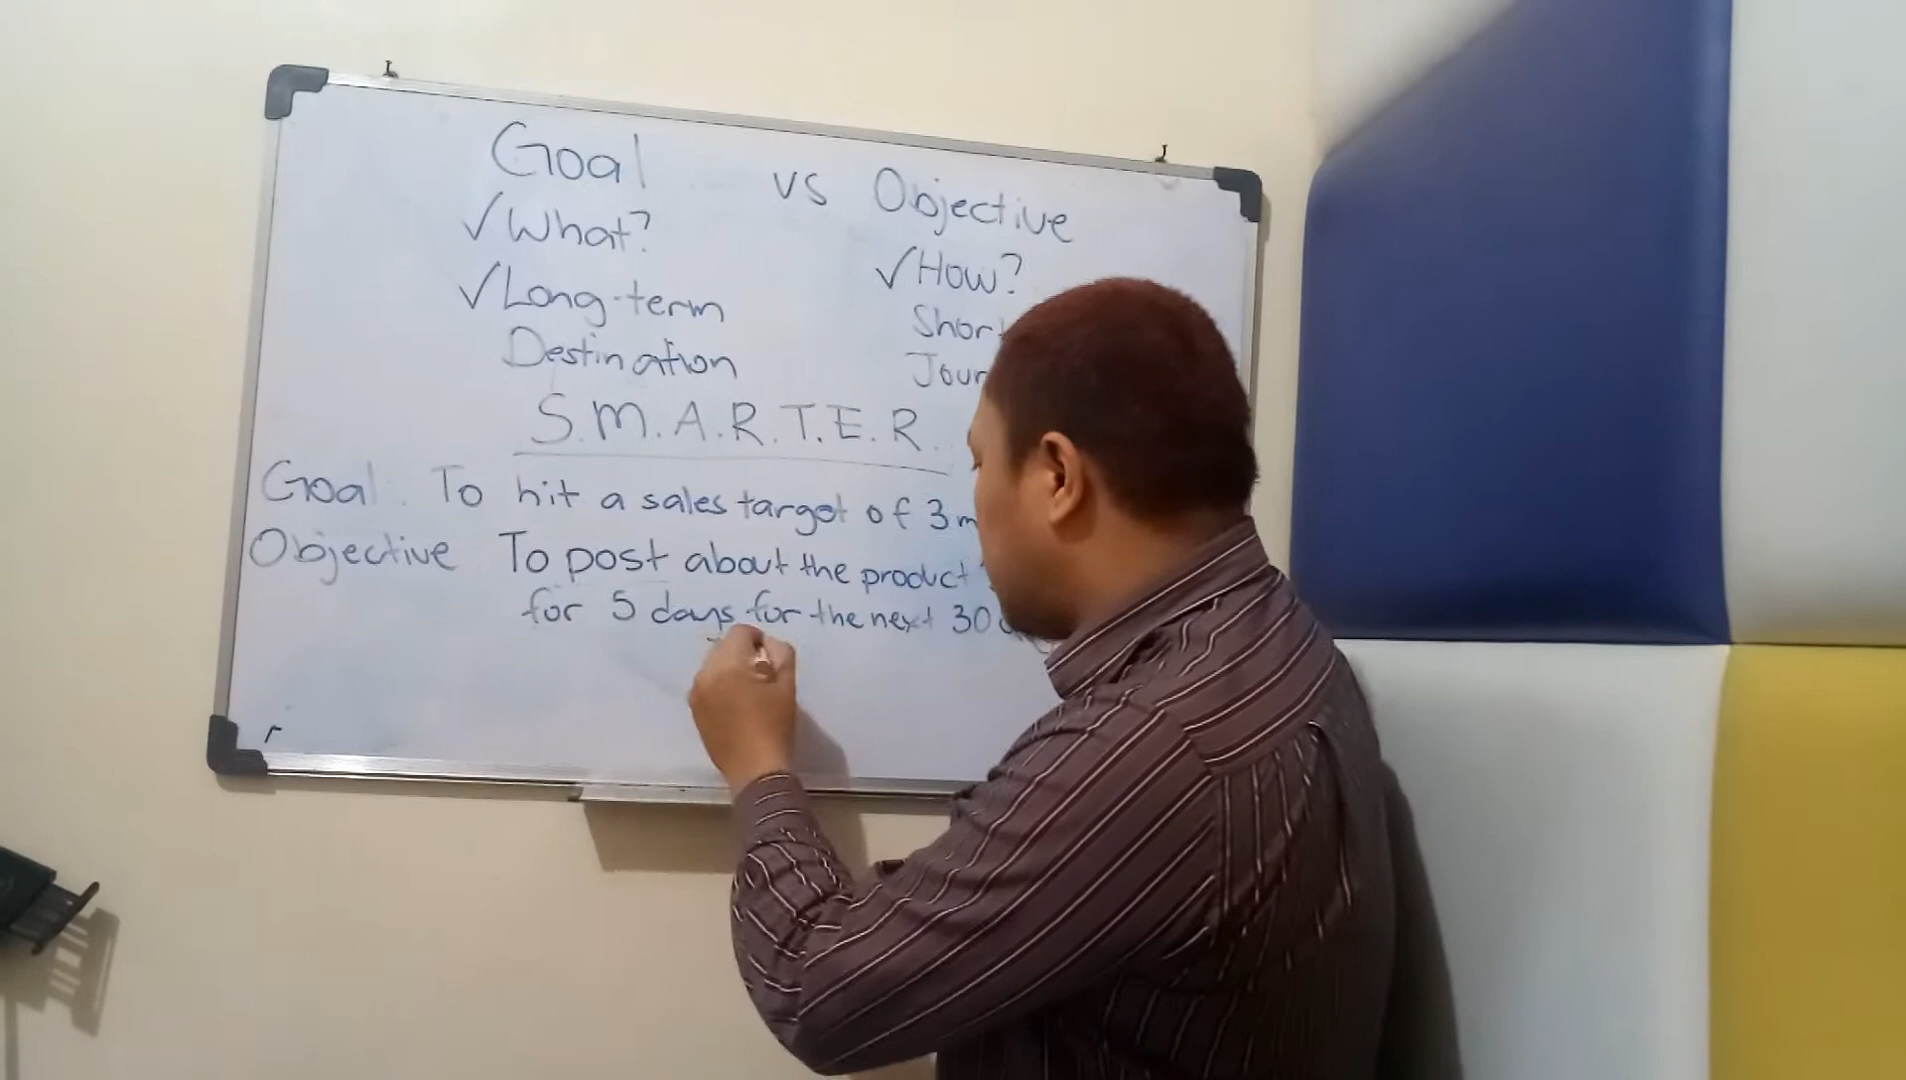 Goal vs Objective
✓What? ✓How?
✓Long-term Short
Destination
S.M.A.R.T.E.R.
Goal. To hit a sales target of 3
Objective To post about the product
for 5 days for the next 30